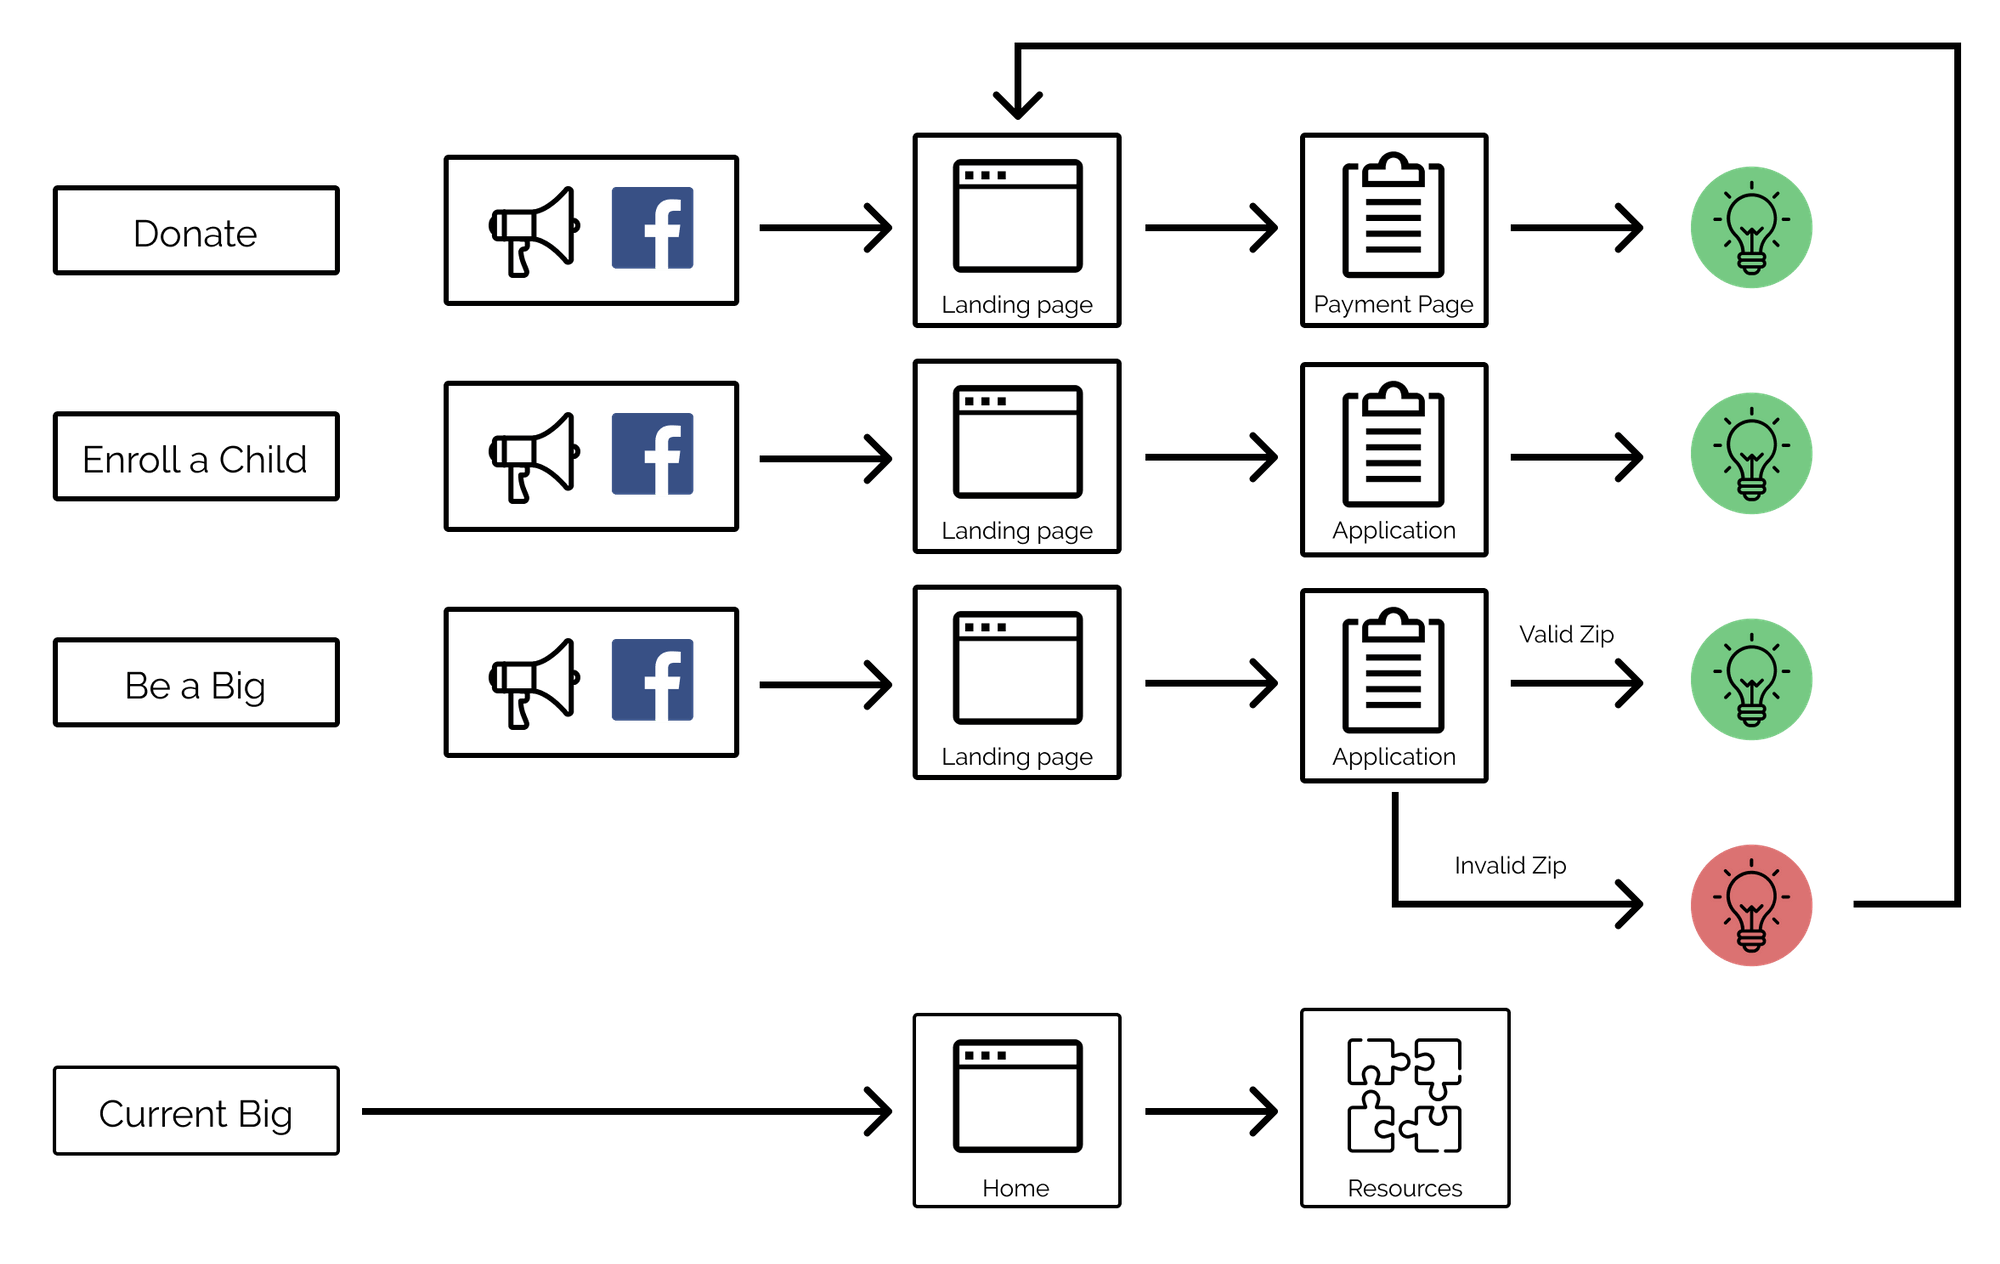 Donate
Landing page
Payment Page
Enroll a Child
Landing page
Application
Be a Big
Landing page
Application
Valid Zip
Invalid Zip
Current Big
Home
Resources